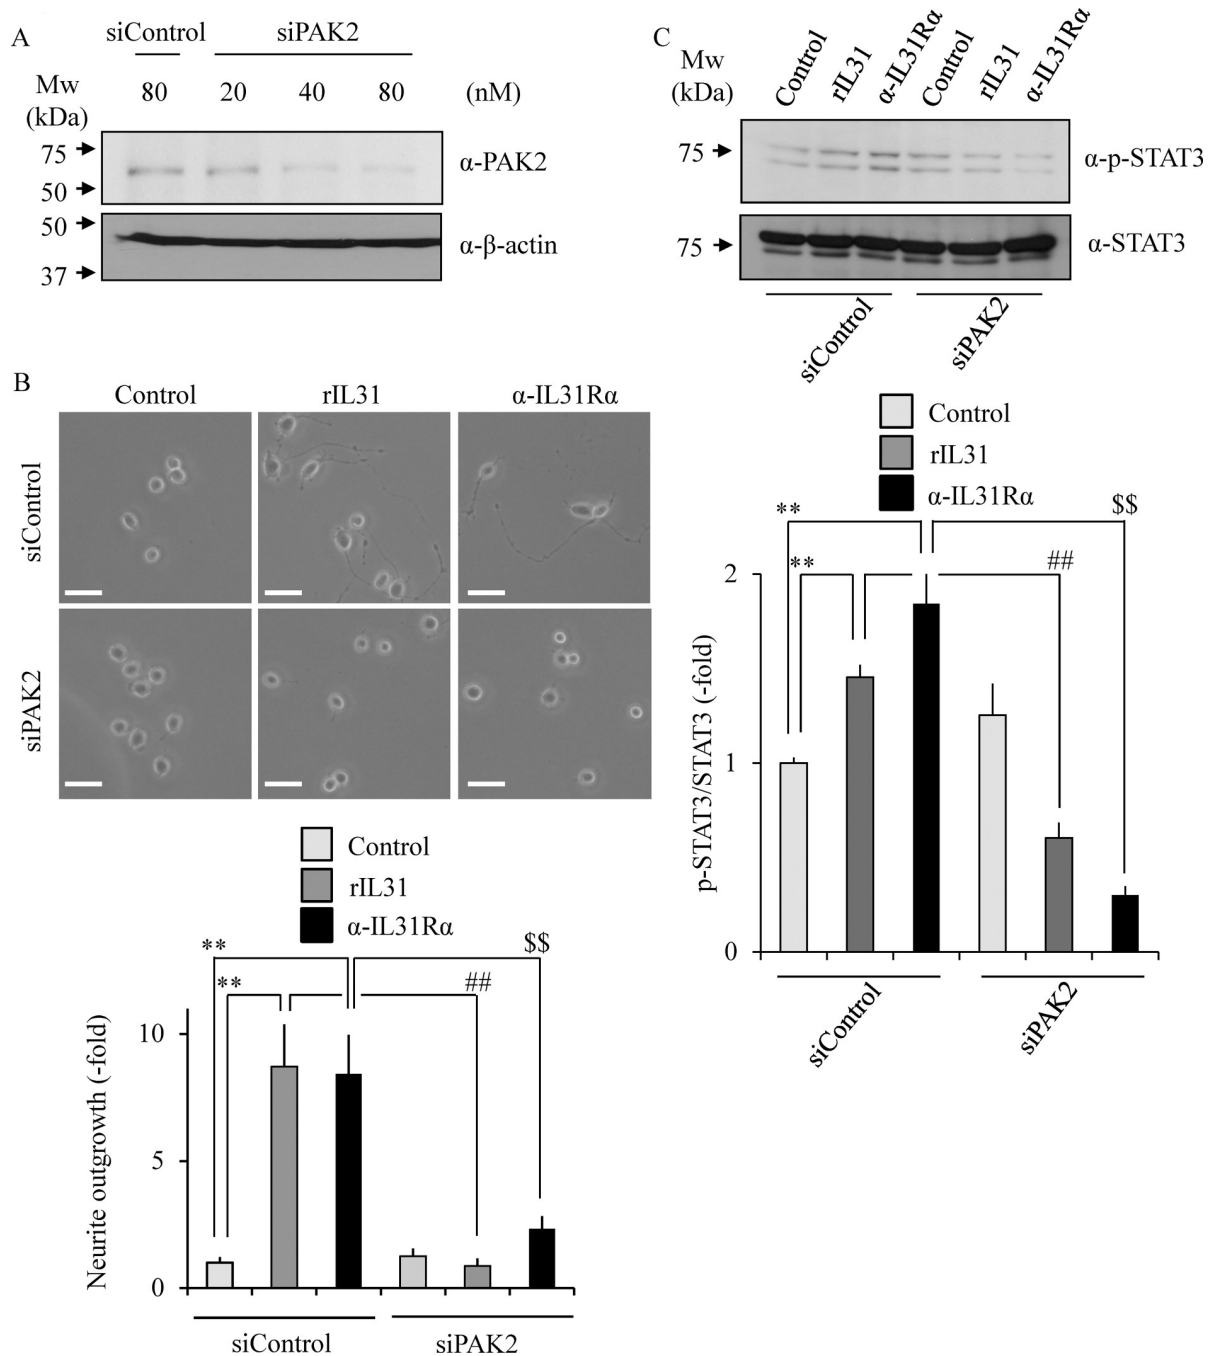 A
siControl siPAK2
Mw
(kDa)
80 20 40 80 (nM)
75
50
α-PAK2
50
37
α-β-actin
B
Control rIL31 α-IL31Rα
siControl
siPAK2
Control
rIL31
α-IL31Rα
** $$
** ##
Neurite outgrowth (-fold)
10
5
0
siControl siPAK2
C
Mw
(kDa)
Control rIL31 α-IL31Rα Control rIL31 α-IL31Rα
75
α-p-STAT3
75
α-STAT3
siControl siPAK2
Control
rIL31
α-IL31Rα
** $$
** ##
p-STAT3/STAT3 (-fold)
2
1
0
siControl siPAK2